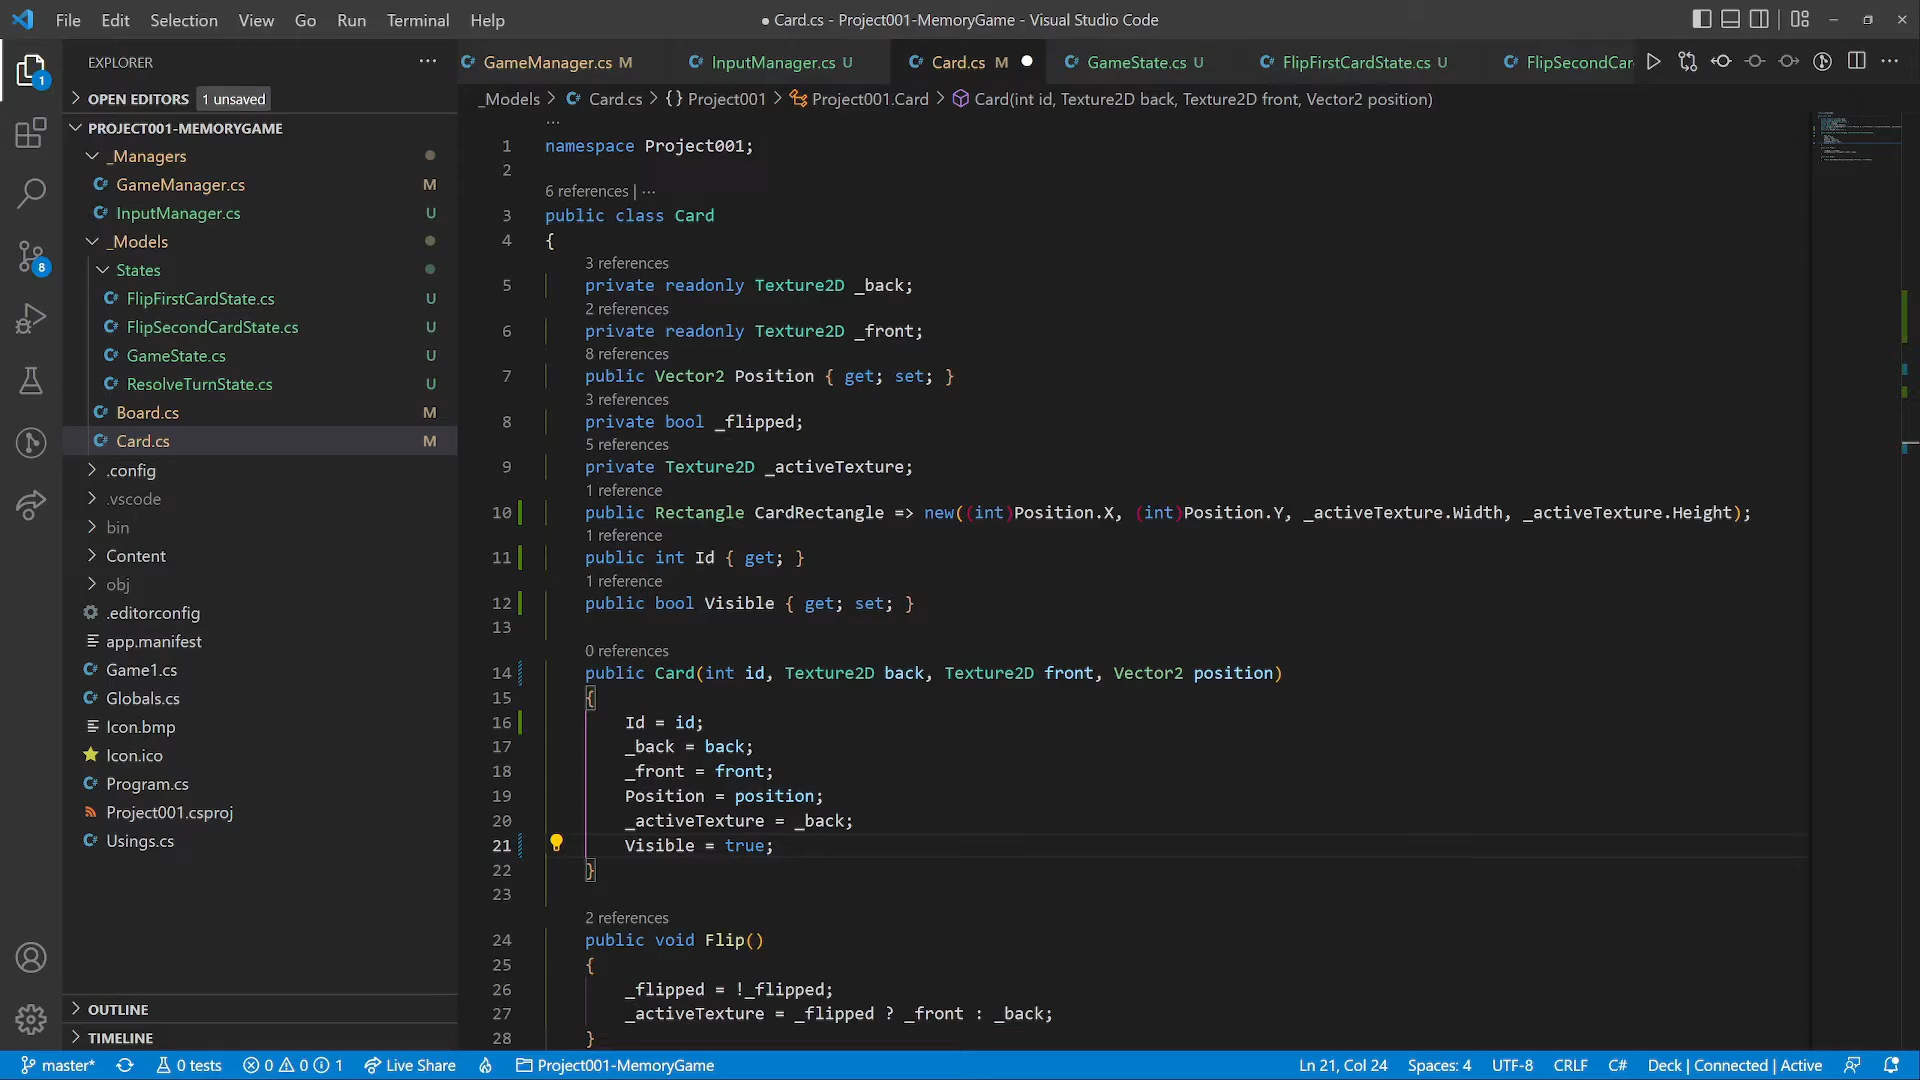 File Edit Selection View Go Run Terminal Help
● Card.cs - Project001-MemoryGame - Visual Studio Code
EXPLORER ...
OPEN EDITORS 1 unsaved
PROJECT001-MEMORYGAME
_Managers
GameManager.cs M
InputManager.cs U
_Models
States
FlipFirstCardState.cs U
FlipSecondCardState.cs U
GameState.cs U
ResolveTurnState.cs U
Board.cs M
Card.cs M
.config
.vscode
bin
Content
obj
.editorconfig
app.manifest
Game1.cs
Globals.cs
Icon.bmp
Icon.ico
Program.cs
Project001.csproj
Usings.cs
OUTLINE
TIMELINE
1
8
GameManager.cs M InputManager.cs U Card.cs M ● GameState.cs U FlipFirstCardState.cs U FlipSecondCar
_Models > Card.cs > {} Project001 > Project001.Card > Card(int id, Texture2D back, Texture2D front, Vector2 position)
...
1 namespace Project001;
2
6 references | ...
3 public class Card
4 {
3 references
5 private readonly Texture2D _back;
2 references
6 private readonly Texture2D _front;
8 references
7 public Vector2 Position { get; set; }
3 references
8 private bool _flipped;
5 references
9 private Texture2D _activeTexture;
1 reference
10 public Rectangle CardRectangle => new((int)Position.X, (int)Position.Y, _activeTexture.Width, _activeTexture.Height);
1 reference
11 public int Id { get; }
1 reference
12 public bool Visible { get; set; }
13
0 references
14 public Card(int id, Texture2D back, Texture2D front, Vector2 position)
15 {
16 Id = id;
17 _back = back;
18 _front = front;
19 Position = position;
20 _activeTexture = _back;
21 Visible = true;
22 }
23
2 references
24 public void Flip()
25 {
26 _flipped = !_flipped;
27 _activeTexture = _flipped ? _front : _back;
28 }
master* 0 tests 0 0 1 Live Share Project001-MemoryGame Ln 21, Col 24 Spaces: 4 UTF-8 CRLF C# Deck | Connected | Active